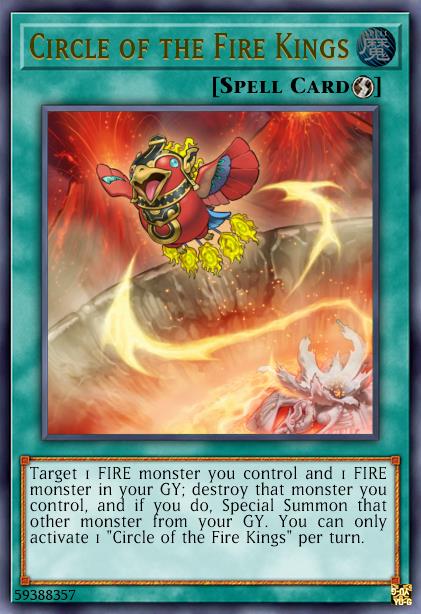 CIRCLE OF THE FIRE KINGS 魔
[SPELL CARD]
Target 1 FIRE monster you control and 1 FIRE
monster in your GY; destroy that monster you
control, and if you do, Special Summon that
other monster from your GY. You can only
activate 1 "Circle of the Fire Kings" per turn.
59388357